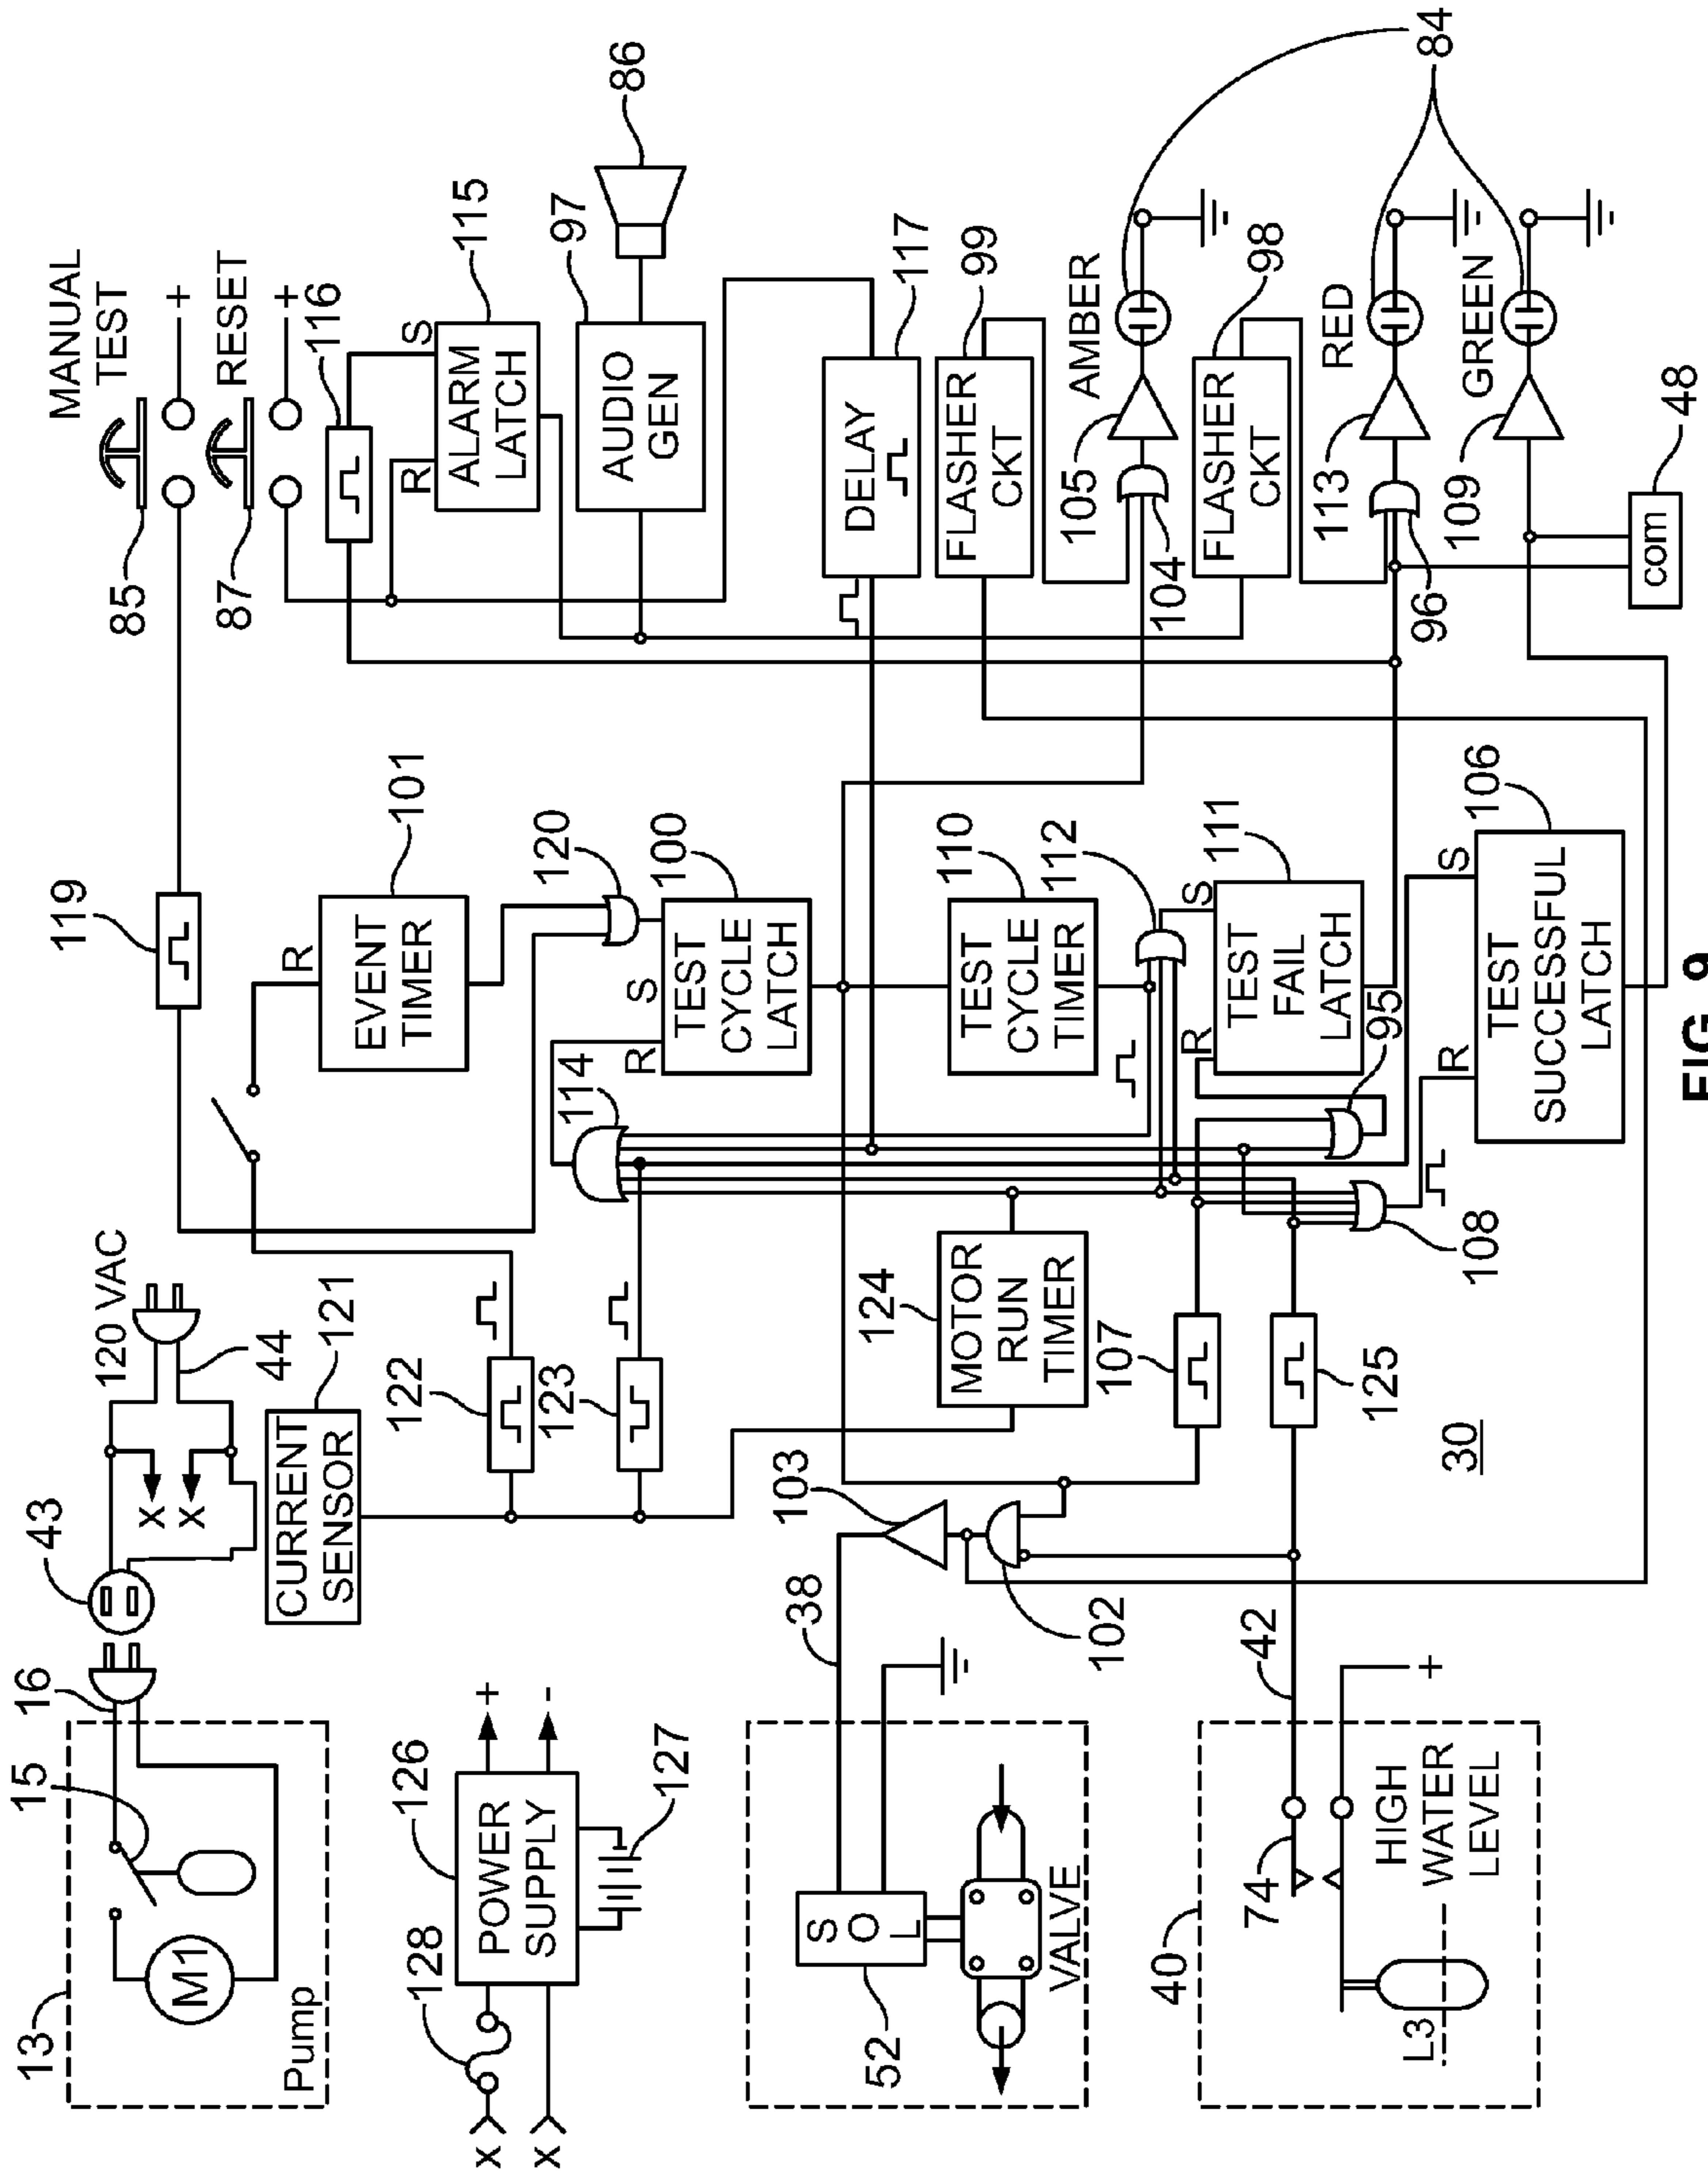 13
15
16
43
120 VAC
44
M1
Pump
CURRENT
SENSOR
121
X
X
119
MANUAL
TEST
+
85
RESET
+
87
116
128
X
X
POWER
SUPPLY
126
+
-
127
122
123
R
EVENT
TIMER
101
120
114
R
S
TEST
CYCLE
LATCH
100
R
S
ALARM
LATCH
115
AUDIO
GEN
97
86
DELAY
117
38
103
102
SOL
52
VALVE
MOTOR
RUN
TIMER
124
107
125
TEST
CYCLE
TIMER
110
112
R
S
TEST
FAIL
LATCH
111
95
108
FLASHER
CKT
99
AMBER
105
104
84
FLASHER
CKT
98
RED
113
96
GREEN
109
com
48
40
74
42
+
HIGH
WATER
LEVEL
L3
30
R
S
TEST
SUCCESSFUL
LATCH
106
FIG. 9